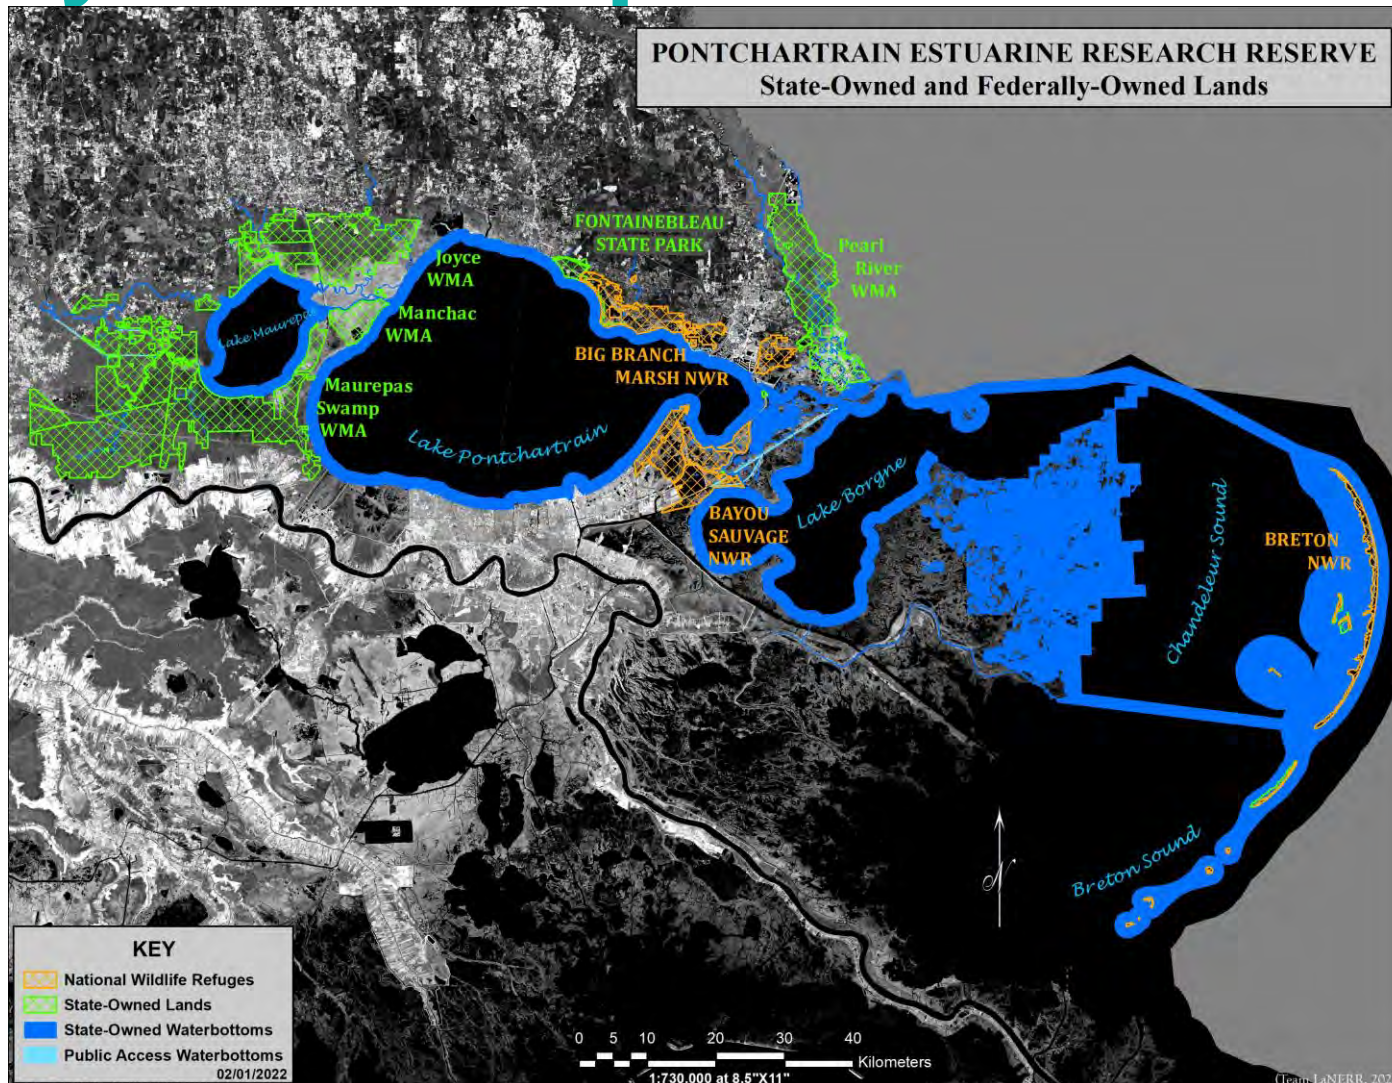 PONTCHARTRAIN ESTUARINE RESEARCH RESERVE
State-Owned and Federally-Owned Lands
FONTAINEBLEAU
STATE PARK
Pearl
River
WMA
Joyce
WMA
Manchac
WMA
Lake Maurepas
BIG BRANCH
MARSH NWR
Maurepas
Swamp
WMA
Lake Pontchartrain
Lake Borgne
BAYOU
SAUVAGE
NWR
Chandeleur Sound
BRETON
NWR
Breton Sound
N
KEY
National Wildlife Refuges
State-Owned Lands
State-Owned Waterbottoms
Public Access Waterbottoms
02/01/2022
0 5 10 20 30 40
Kilometers
1:730,000 at 8.5"X11"
(Team LaNERR, 202